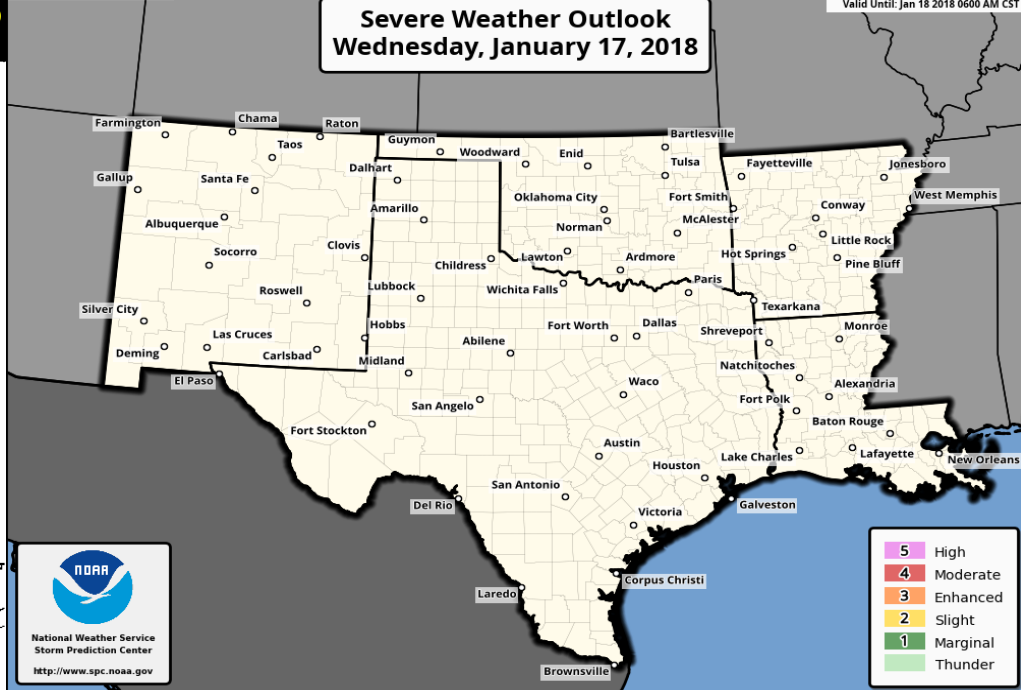 Valid Until: Jan 18 2018 0600 AM CST
Severe Weather Outlook
Wednesday, January 17, 2018
Farmington
Chama
Raton
Guymon
Bartlesville
Taos
Woodward
Enid
Tulsa
Fayetteville
Jonesboro
Gallup
Santa Fe
Dalhart
Oklahoma City
Fort Smith
West Memphis
Albuquerque
Amarillo
Norman
McAlester
Conway
Socorro
Clovis
Childress
Lawton
Ardmore
Hot Springs
Little Rock
Pine Bluff
Roswell
Lubbock
Wichita Falls
Paris
Texarkana
Silver City
Las Cruces
Hobbs
Fort Worth
Dallas
Shreveport
Monroe
Deming
Carlsbad
Midland
Abilene
Natchitoches
El Paso
San Angelo
Waco
Fort Polk
Alexandria
Fort Stockton
Austin
Baton Rouge
Houston
Lake Charles
Lafayette
New Orleans
Del Rio
San Antonio
Galveston
Victoria
Laredo
Corpus Christi
Brownsville
NOAA
National Weather Service
Storm Prediction Center
http://www.spc.noaa.gov
5 High
4 Moderate
3 Enhanced
2 Slight
1 Marginal
Thunder